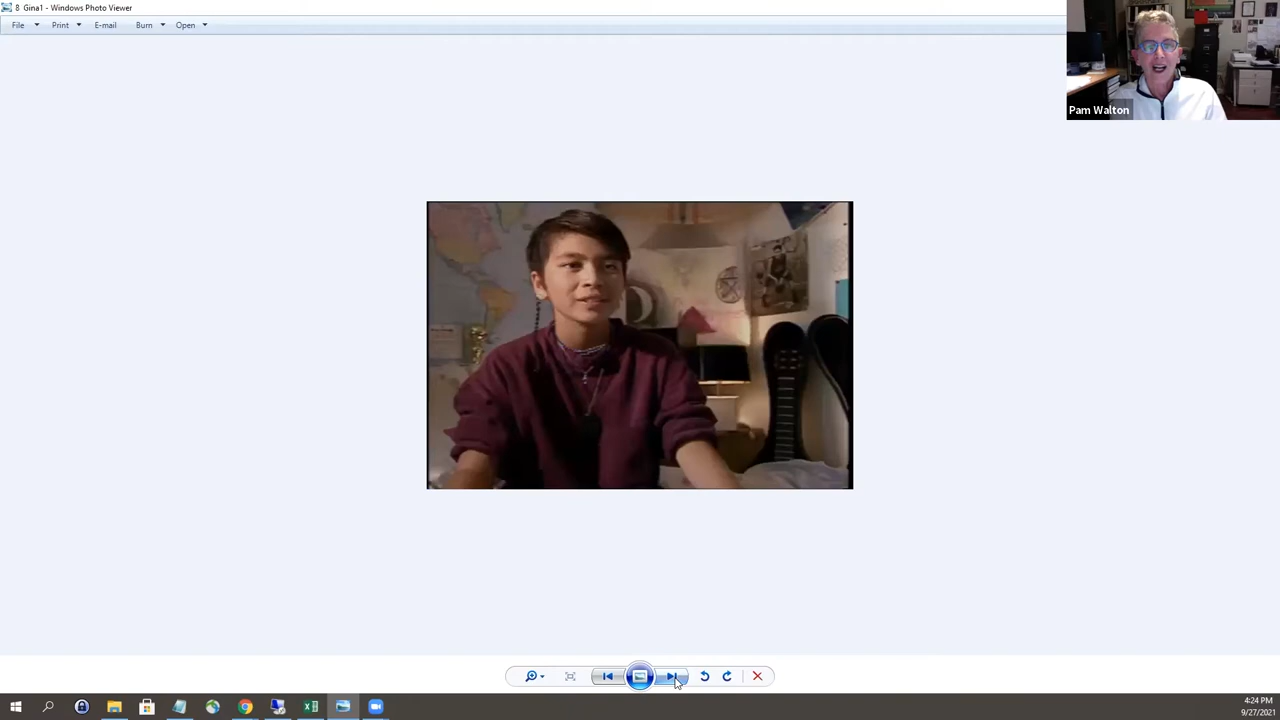 8 Gina1 - Windows Photo Viewer
File Print E-mail Burn Open
Pam Walton
4:24 PM
9/27/2021